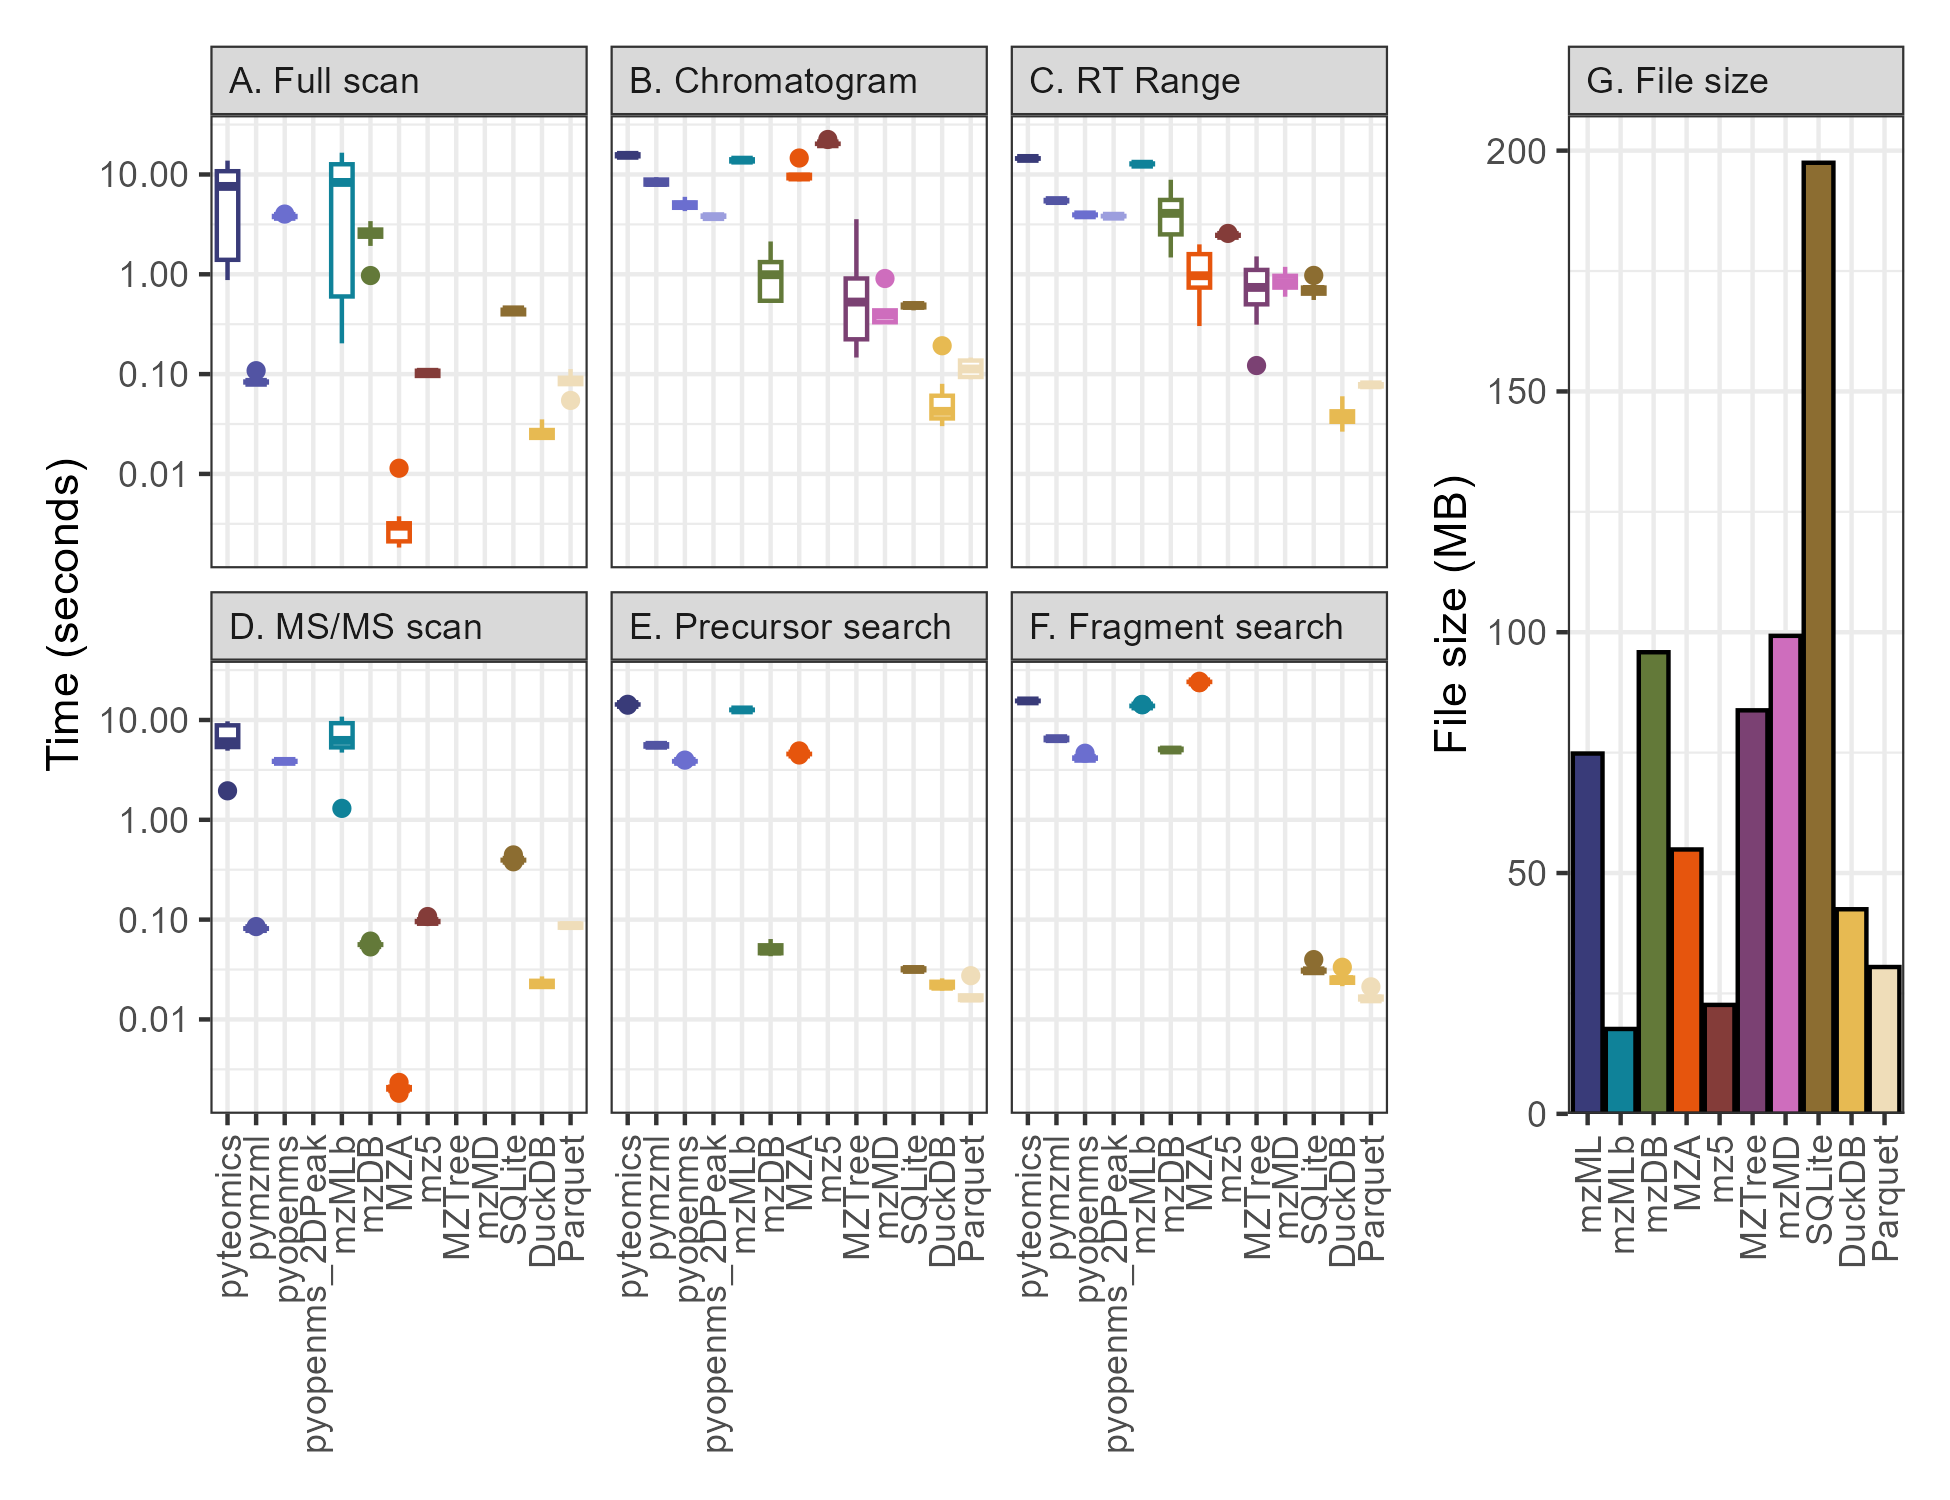 A. Full scan
B. Chromatogram
C. RT Range
G. File size
Time (seconds)
10.00
1.00
0.10
0.01
D. MS/MS scan
E. Precursor search
F. Fragment search
10.00
1.00
0.10
0.01
pyteomics
pymzml
pyopenms
pyopenms_2DPeak
mzMLb
mzDB
MZA
mz5
MZTree
mzMD
SQLite
DuckDB
Parquet
pyteomics
pymzml
pyopenms
pyopenms_2DPeak
mzMLb
mzDB
MZA
mz5
MZTree
mzMD
SQLite
DuckDB
Parquet
pyteomics
pymzml
pyopenms
pyopenms_2DPeak
mzMLb
mzDB
MZA
mz5
MZTree
mzMD
SQLite
DuckDB
Parquet
File size (MB)
200
150
100
50
0
mzML
mzMLb
mzDB
MZA
mz5
MZTree
mzMD
SQLite
DuckDB
Parquet